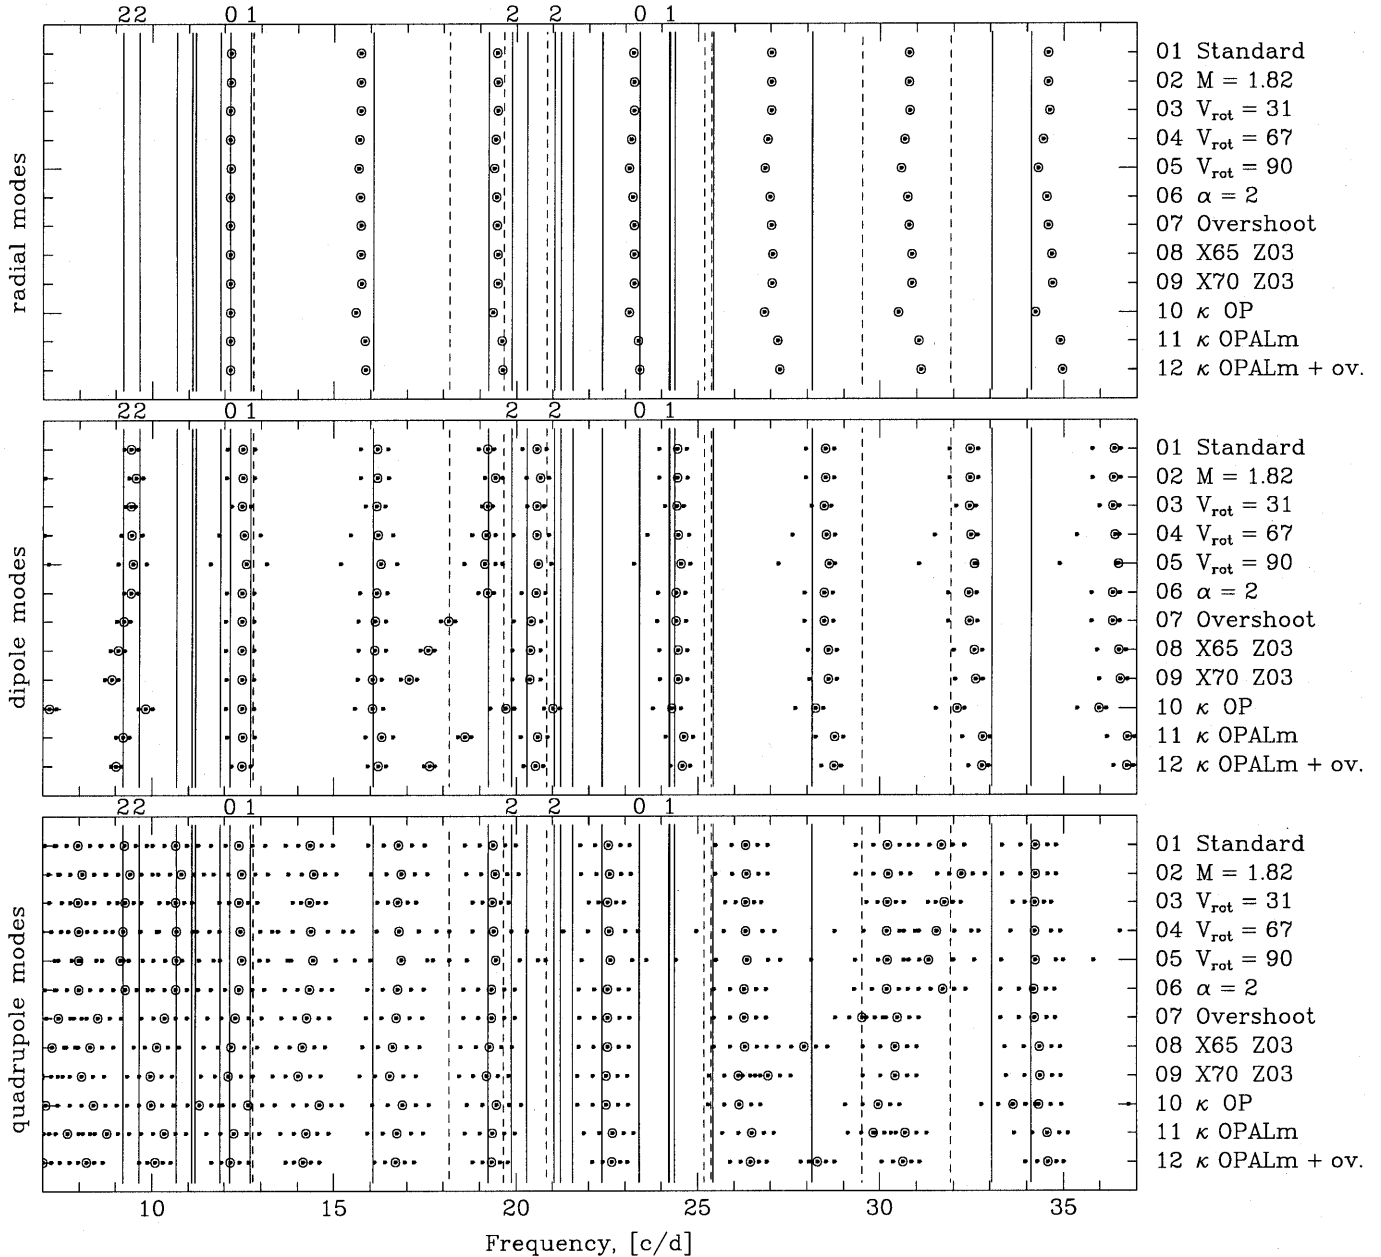 22 0 1 2 2 0 1
radial modes
01 Standard
02 M = 1.82
03 V_rot = 31
04 V_rot = 67
05 V_rot = 90
06 α = 2
07 Overshoot
08 X65 Z03
09 X70 Z03
10 κ OP
11 κ OPALm
12 κ OPALm + ov.
22 0 1 2 2 0 1
dipole modes
01 Standard
02 M = 1.82
03 V_rot = 31
04 V_rot = 67
05 V_rot = 90
06 α = 2
07 Overshoot
08 X65 Z03
09 X70 Z03
10 κ OP
11 κ OPALm
12 κ OPALm + ov.
22 0 1 2 2 0 1
quadrupole modes
01 Standard
02 M = 1.82
03 V_rot = 31
04 V_rot = 67
05 V_rot = 90
06 α = 2
07 Overshoot
08 X65 Z03
09 X70 Z03
10 κ OP
11 κ OPALm
12 κ OPALm + ov.
10 15 20 25 30 35
Frequency, [c/d]